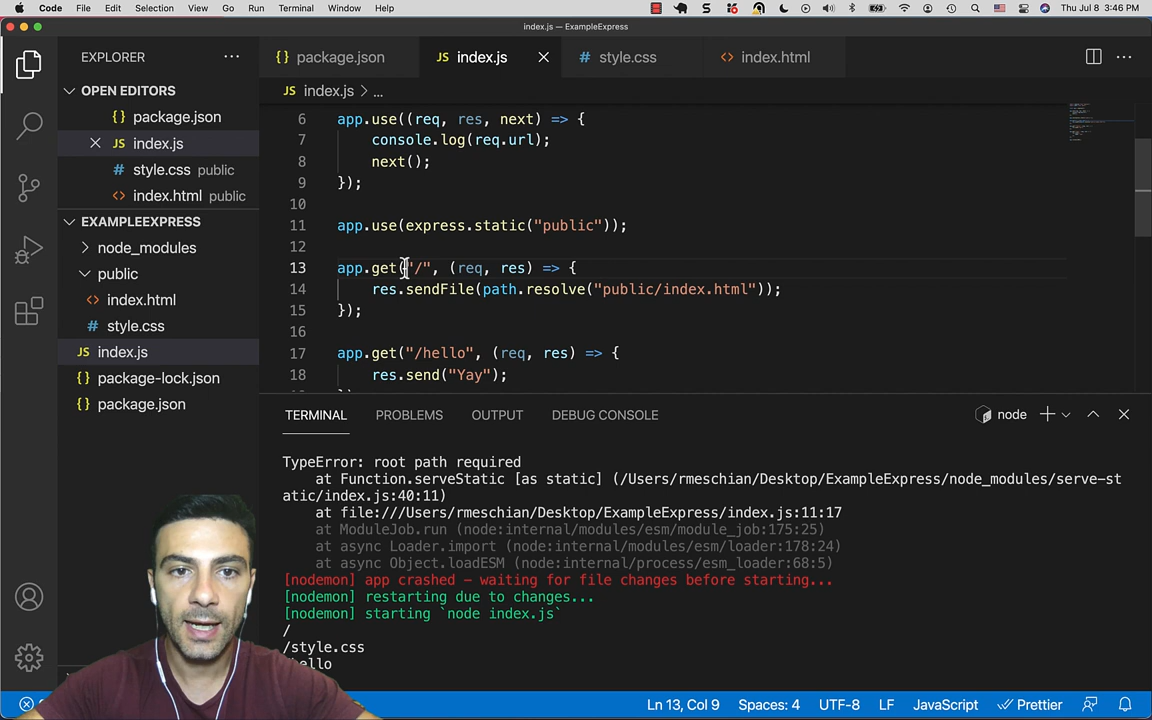 Code File Edit Selection View Go Run Terminal Window Help Thu Jul 8 3:46 PM
index.js — ExampleExpress
EXPLORER
package.json
index.js
style.css
index.html
OPEN EDITORS
package.json
index.js
style.css public
index.html public
EXAMPLEEXPRESS
node_modules
public
index.html
style.css
index.js
package-lock.json
package.json
index.js > ...
6 app.use((req, res, next) => {
7 console.log(req.url);
8 next();
9 });
10
11 app.use(express.static("public"));
12
13 app.get("/", (req, res) => {
14 res.sendFile(path.resolve("public/index.html"));
15 });
16
17 app.get("/hello", (req, res) => {
18 res.send("Yay");
TERMINAL PROBLEMS OUTPUT DEBUG CONSOLE node
TypeError: root path required
at Function.serveStatic [as static] (/Users/rmeschian/Desktop/ExampleExpress/node_modules/serve-st
atic/index.js:40:11)
at file:///Users/rmeschian/Desktop/ExampleExpress/index.js:11:17
at ModuleJob.run (node:internal/modules/esm/module_job:175:25)
at async Loader.import (node:internal/modules/esm/loader:178:24)
at async Object.loadESM (node:internal/process/esm_loader:68:5)
[nodemon] app crashed - waiting for file changes before starting...
[nodemon] restarting due to changes...
[nodemon] starting `node index.js`
/
/style.css
hello
Ln 13, Col 9 Spaces: 4 UTF-8 LF JavaScript Prettier